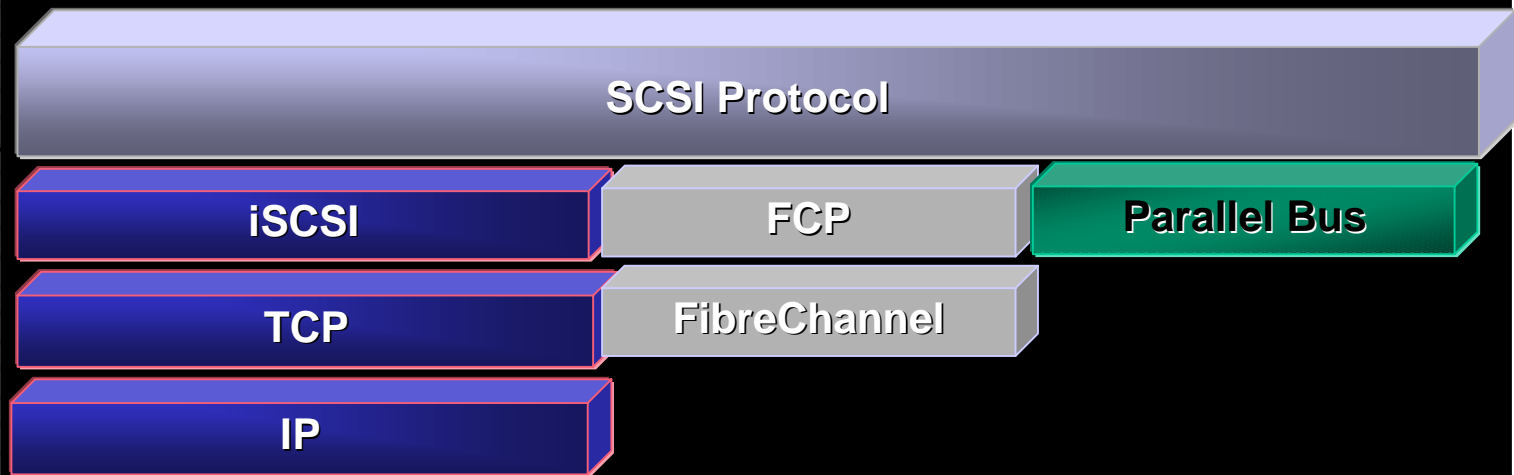 SCSI Protocol
iSCSI
FCP
Parallel Bus
TCP
FibreChannel
IP